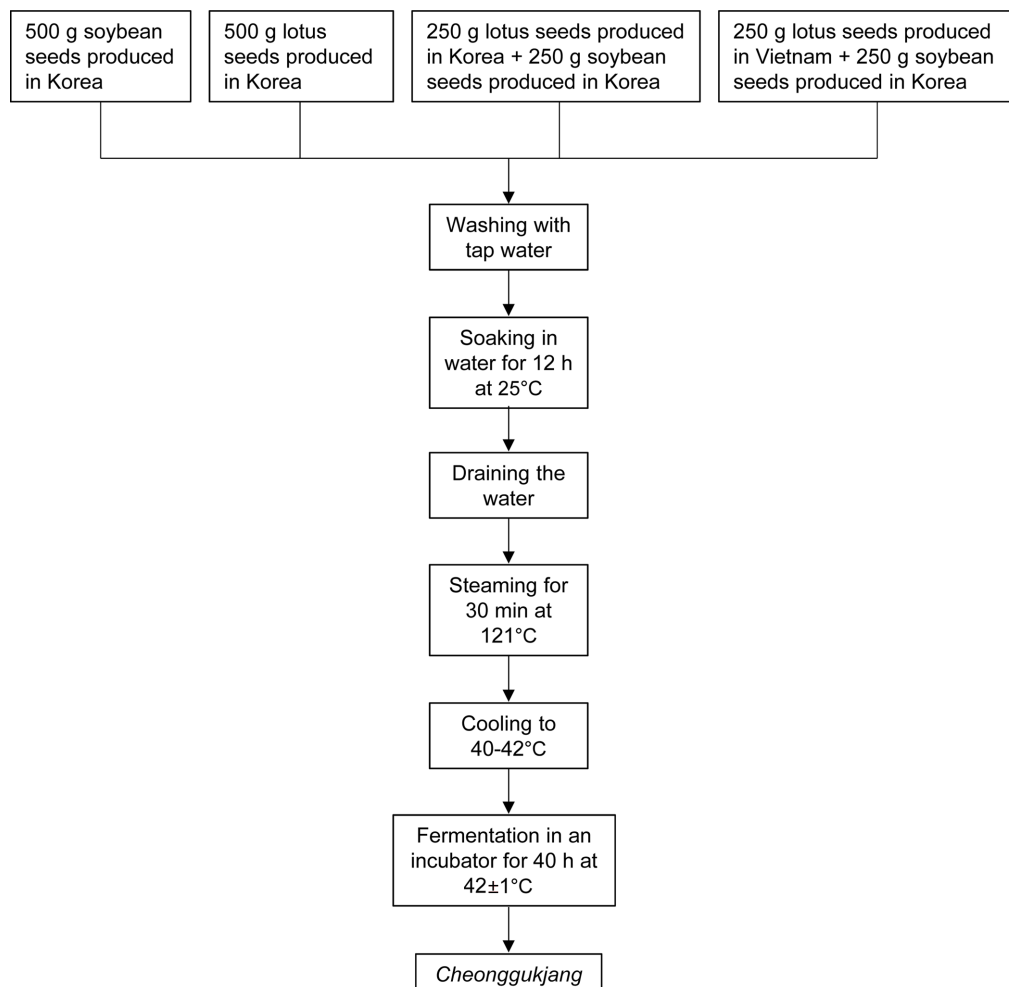 500 g soybean
seeds produced
in Korea
500 g lotus
seeds produced
in Korea
250 g lotus seeds produced
in Korea + 250 g soybean
seeds produced in Korea
250 g lotus seeds produced
in Vietnam + 250 g soybean
seeds produced in Korea
Washing with
tap water
Soaking in
water for 12 h
at 25°C
Draining the
water
Steaming for
30 min at
121°C
Cooling to
40-42°C
Fermentation in an
incubator for 40 h at
42±1°C
Cheonggukjang